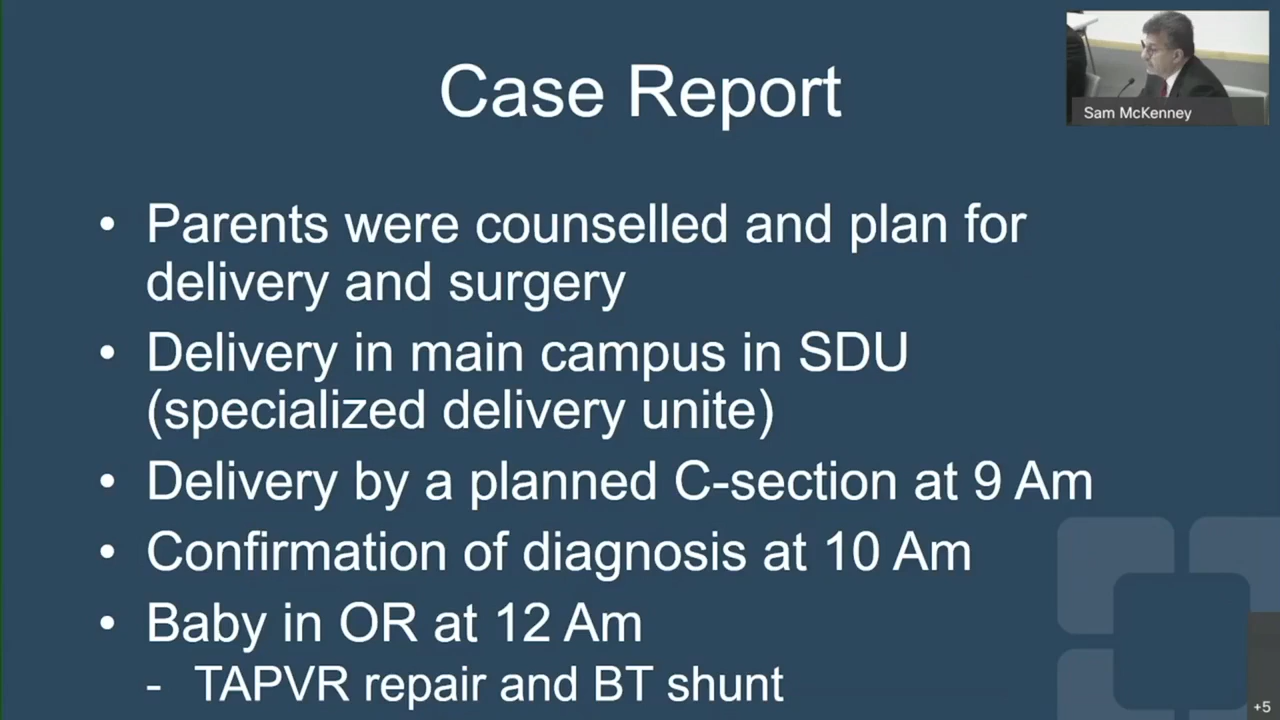 Case Report
Sam McKenney
• Parents were counselled and plan for
delivery and surgery
• Delivery in main campus in SDU
(specialized delivery unite)
• Delivery by a planned C-section at 9 Am
• Confirmation of diagnosis at 10 Am
• Baby in OR at 12 Am
- TAPVR repair and BT shunt
+5